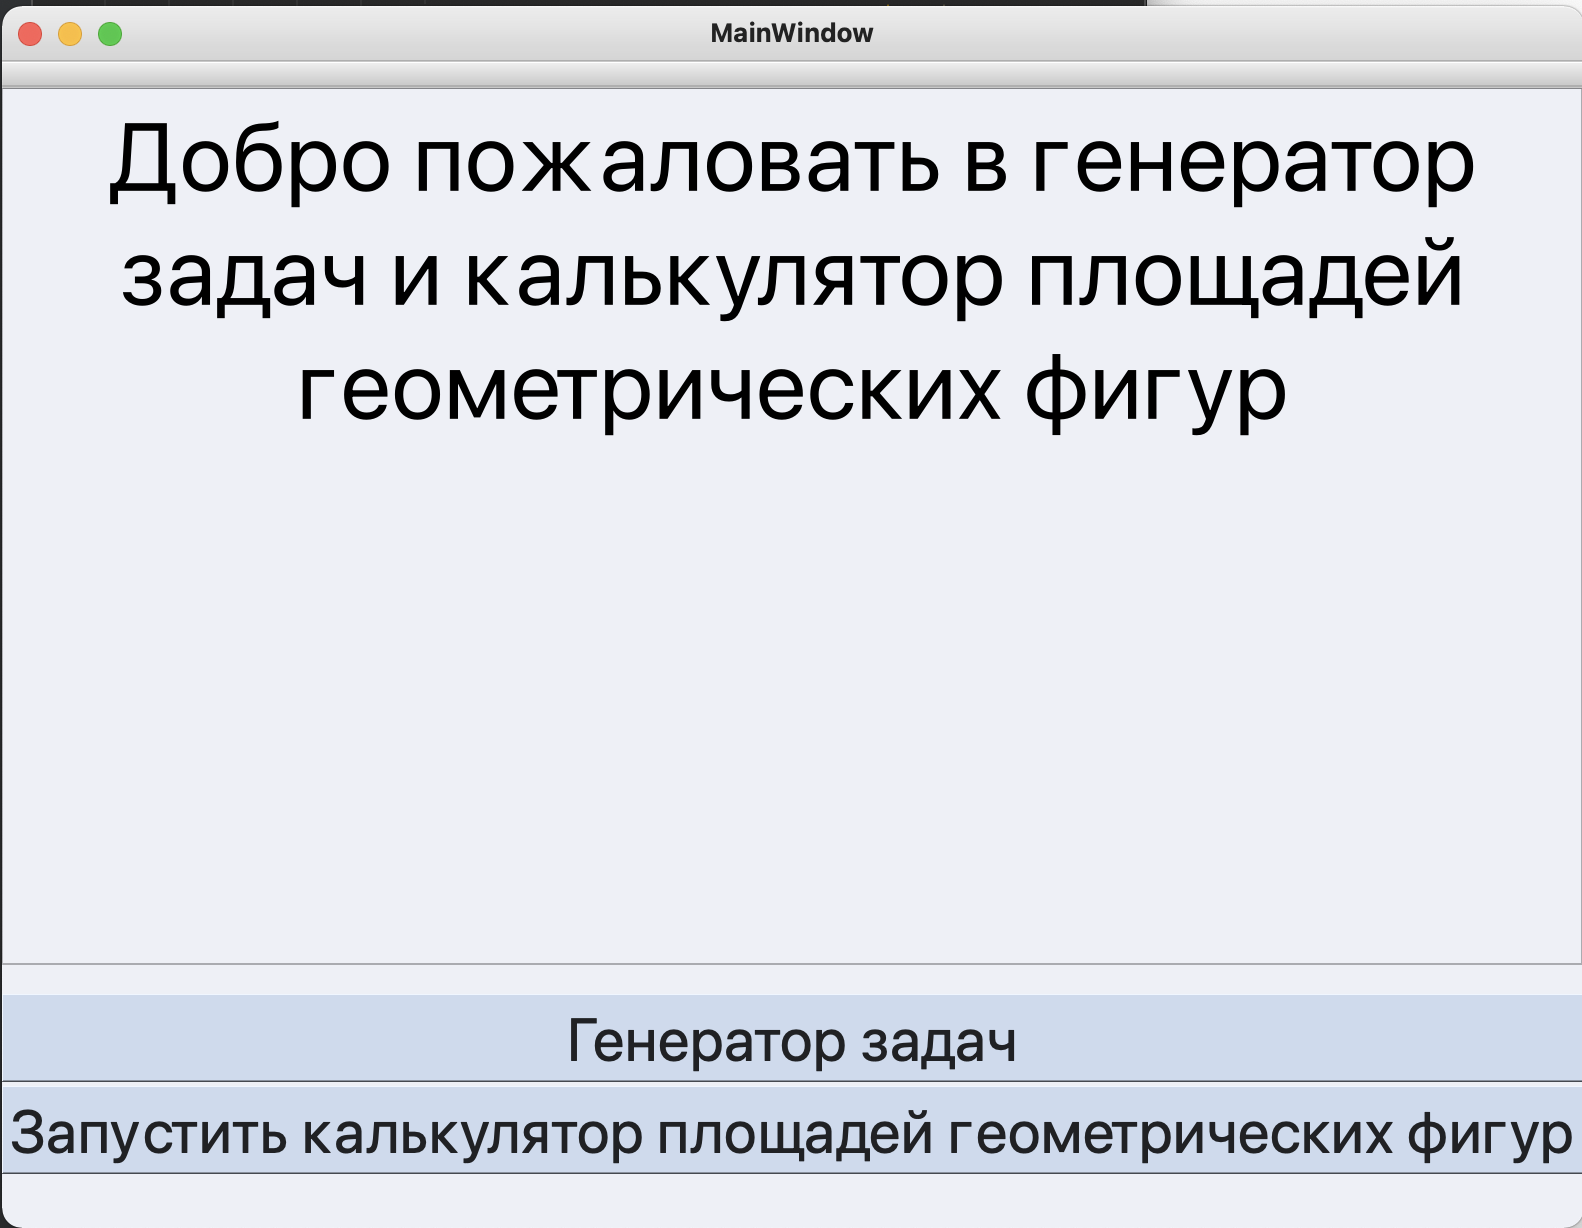 MainWindow
Добро пожаловать в генератор
задач и калькулятор площадей
геометрических фигур
Генератор задач
Запустить калькулятор площадей геометрических фигур